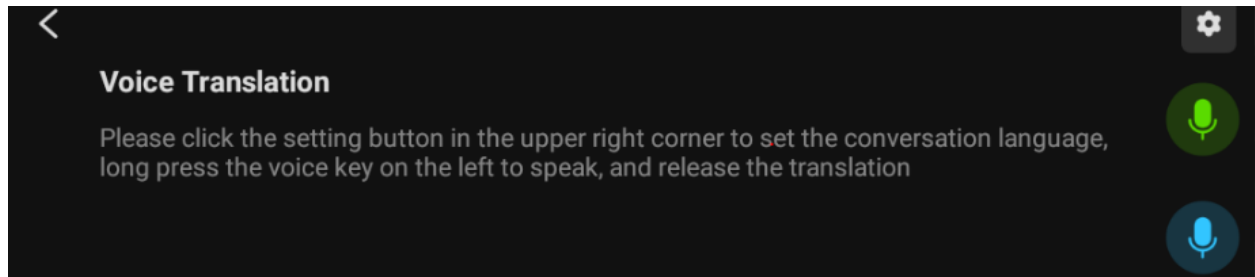 Voice Translation
Please click the setting button in the upper right corner to set the conversation language,
long press the voice key on the left to speak, and release the translation